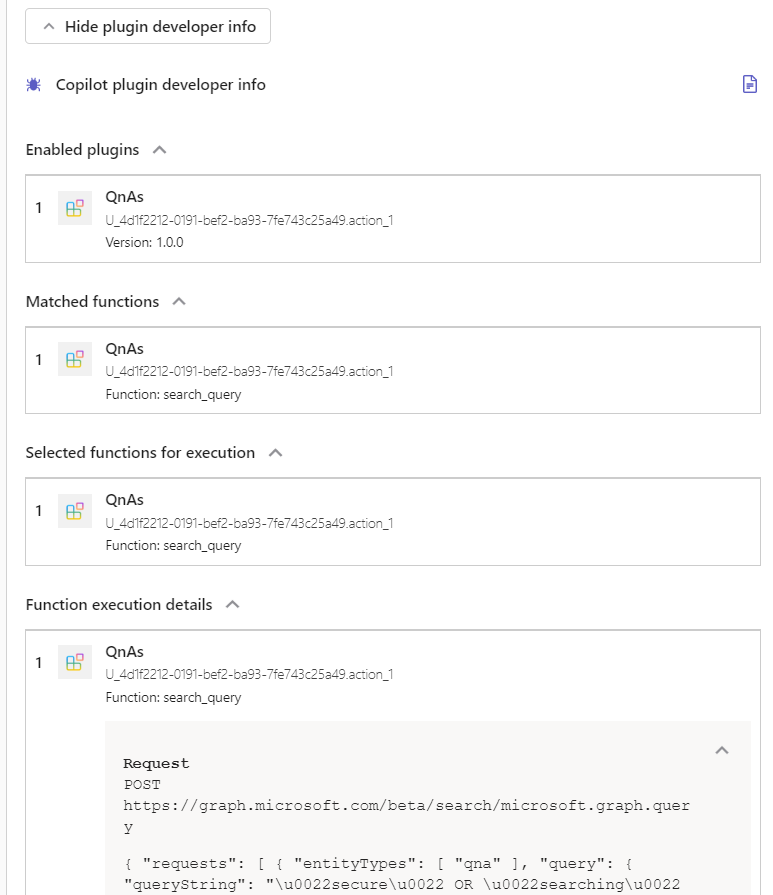 Hide plugin developer info
Copilot plugin developer info
Enabled plugins
1
QnAs
U_4d1f2212-0191-bef2-ba93-7fe743c25a49.action_1
Version: 1.0.0
Matched functions
1
QnAs
U_4d1f2212-0191-bef2-ba93-7fe743c25a49.action_1
Function: search_query
Selected functions for execution
1
QnAs
U_4d1f2212-0191-bef2-ba93-7fe743c25a49.action_1
Function: search_query
Function execution details
1
QnAs
U_4d1f2212-0191-bef2-ba93-7fe743c25a49.action_1
Function: search_query
Request
POST
https://graph.microsoft.com/beta/search/microsoft.graph.quer
y
{ "requests": [ { "entityTypes": [ "qna" ], "query": {
"queryString": "\u0022secure\u0022 OR \u0022searching\u0022